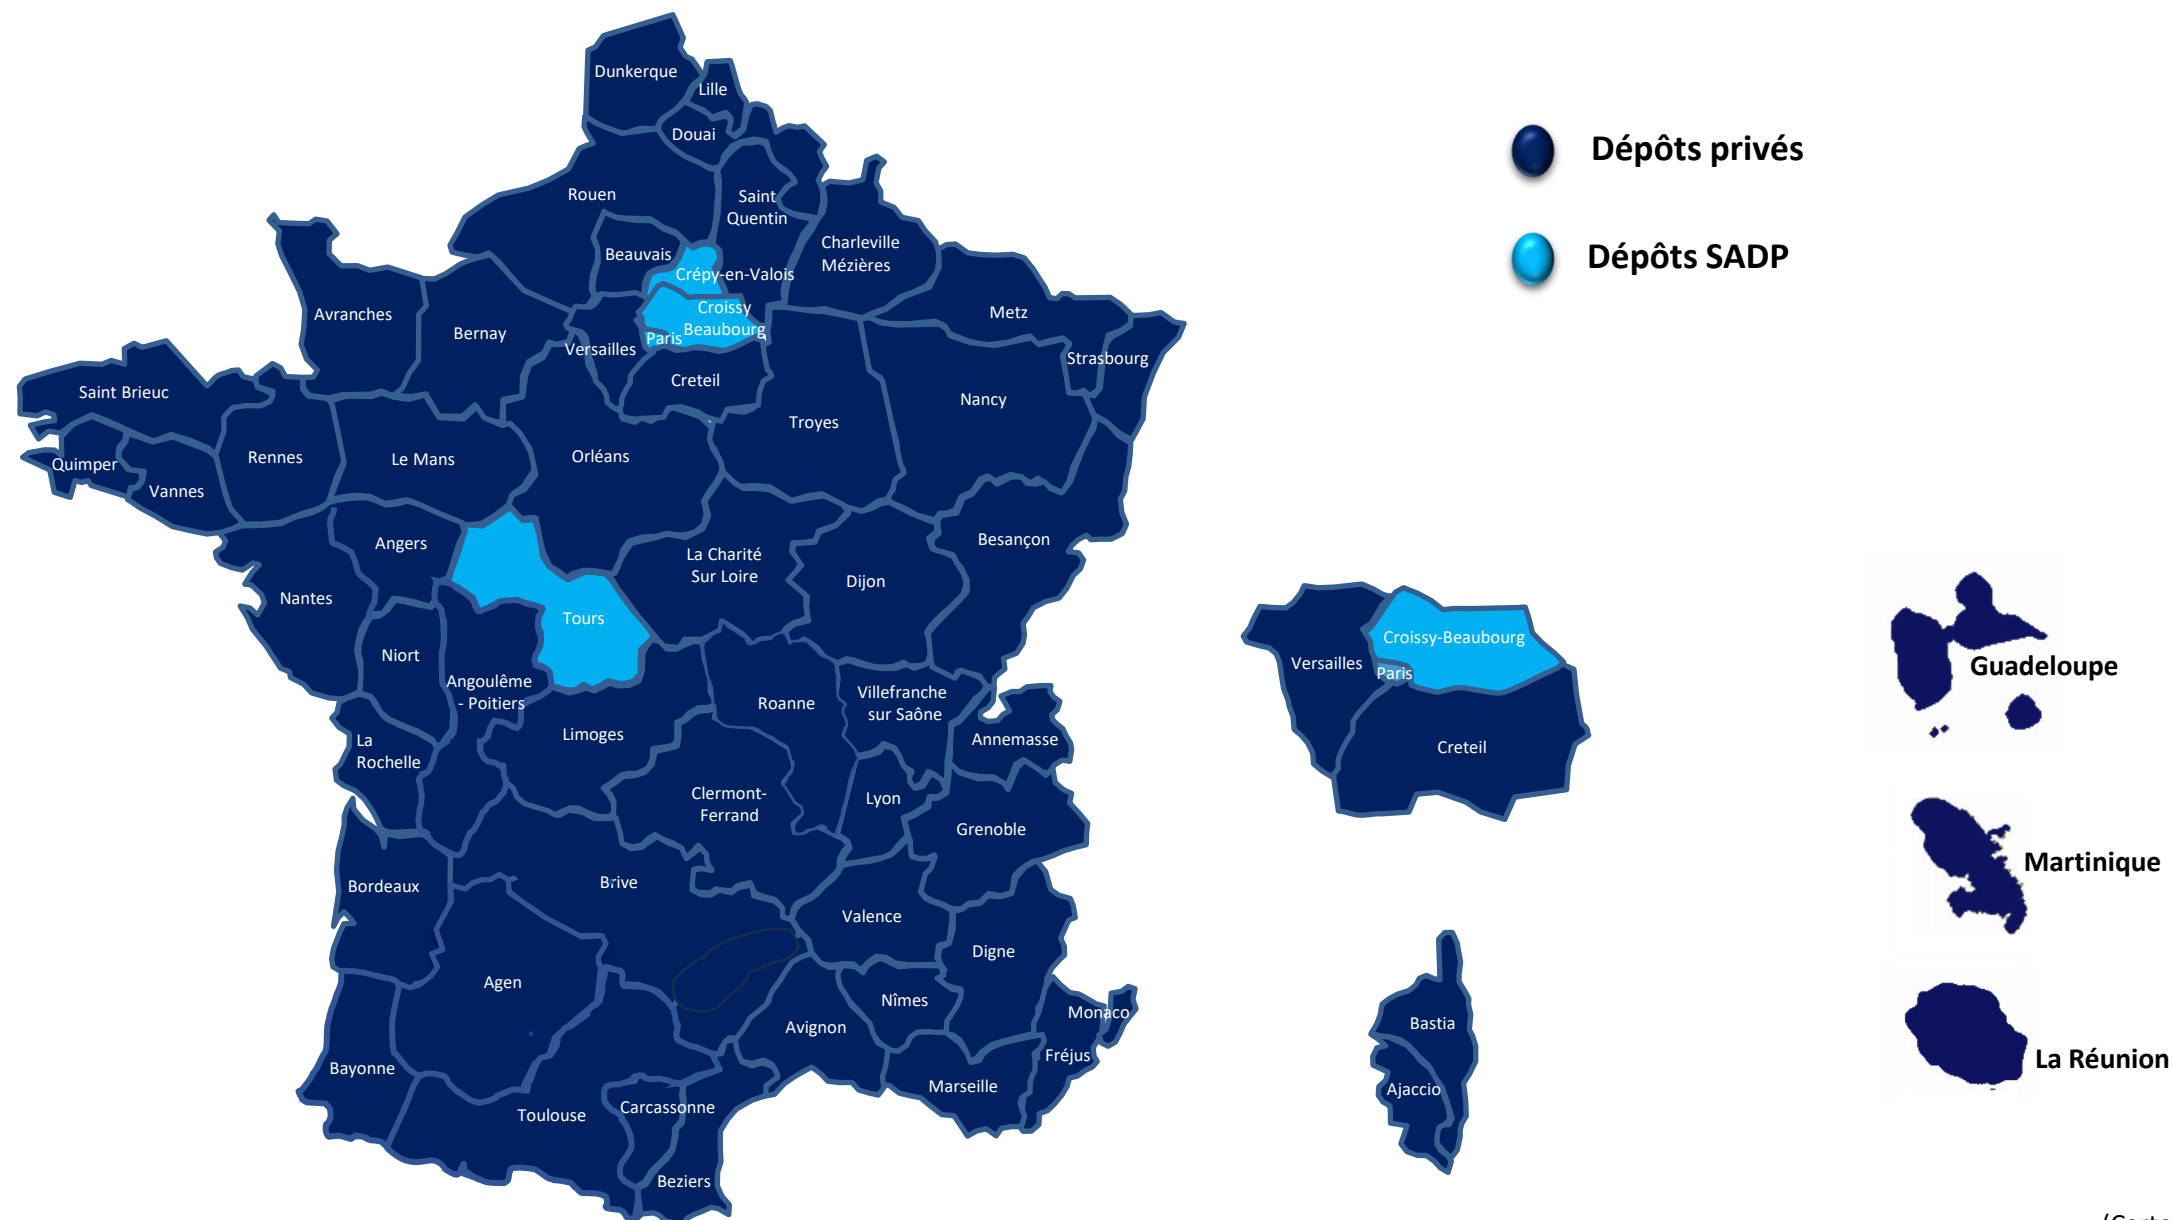 Dunkerque
Lille
Douai
Rouen
Saint
Quentin
Beauvais
Charleville
Mézières
Crépy-en-Valois
Croissy
Beaubourg
Paris
Avranches
Bernay
Versailles
Metz
Strasbourg
Creteil
Saint Brieuc
Nancy
Troyes
Quimper
Vannes
Rennes
Le Mans
Orléans
Angers
La Charité
Sur Loire
Dijon
Besançon
Nantes
Tours
Niort
Angoulême
- Poitiers
Roanne
Villefranche
sur Saône
Annemasse
La
Rochelle
Limoges
Clermont-
Ferrand
Lyon
Grenoble
Bordeaux
Brive
Valence
Digne
Agen
Nîmes
Avignon
Monaco
Fréjus
Bayonne
Marseille
Toulouse
Carcassonne
Beziers
Dépôts privés
Dépôts SADP
Croissy-Beaubourg
Versailles
Paris
Creteil
Bastia
Ajaccio
Guadeloupe
Martinique
La Réunion